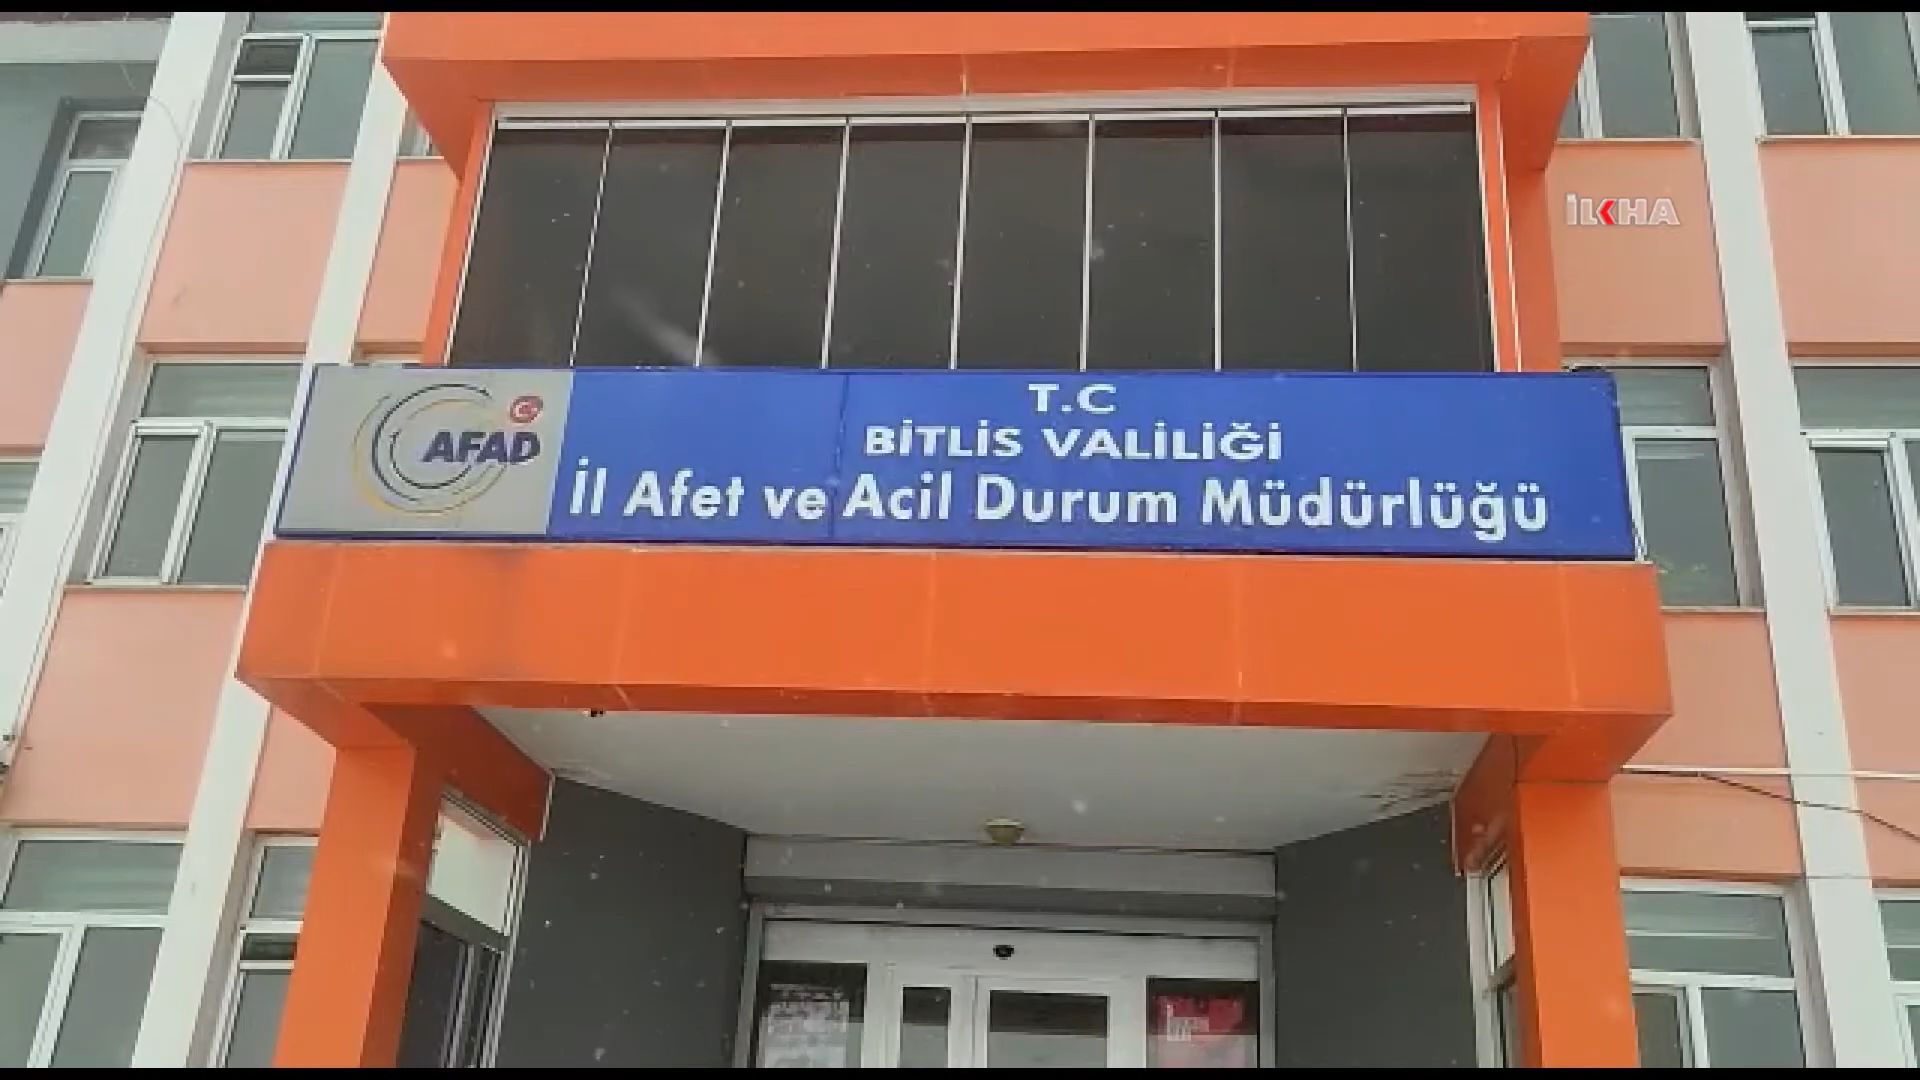 İLKHA
AFAD
T.C
BİTLİS VALİLİĞİ
İl Afet ve Acil Durum Müdürlüğü